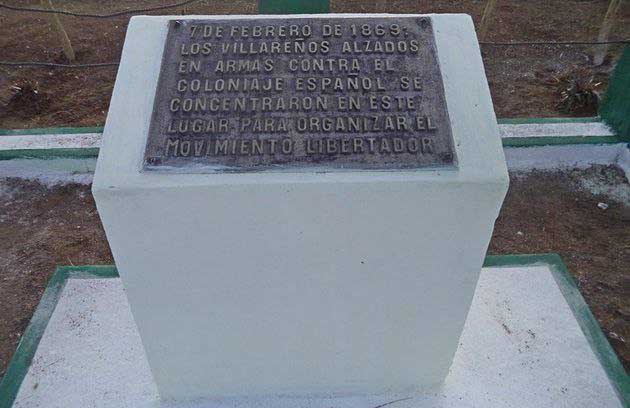 7 DE FEBRERO DE 1869:
LOS VILLAREÑOS ALZADOS
EN ARMAS CONTRA EL
COLONIAJE ESPAÑOL SE
CONCENTRARON EN ESTE
LUGAR PARA ORGANIZAR EL
MOVIMIENTO LIBERTADOR